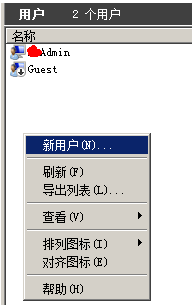 用户 2 个用户
名称
Admin
Guest
新用户(N)...
刷新(F)
导出列表(L)...
查看(V)
排列图标(I)
对齐图标(E)
帮助(H)